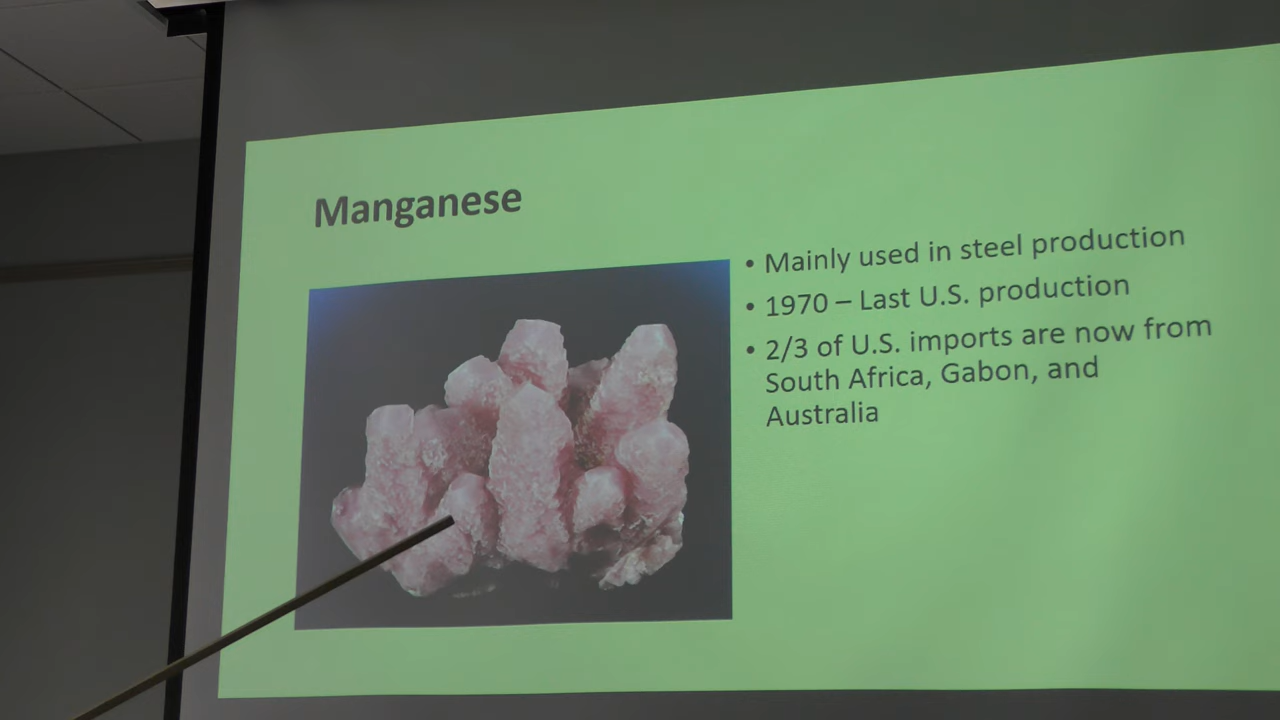 Manganese
• Mainly used in steel production
• 1970 – Last U.S. production
• 2/3 of U.S. imports are now from
South Africa, Gabon, and
Australia